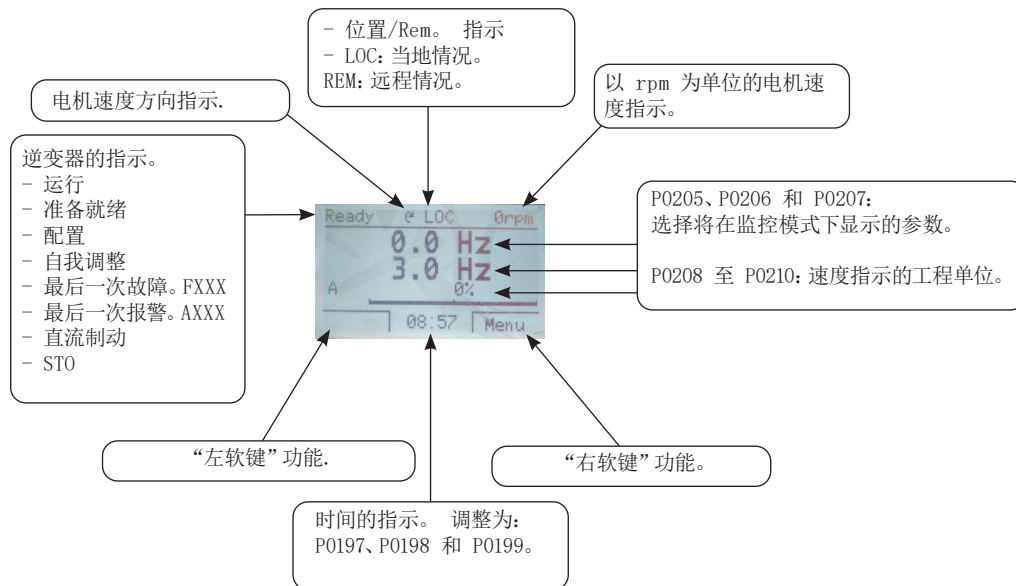 - 位置/Rem。 指示
- LOC: 当地情况。
REM: 远程情况。
电机速度方向指示.
以 rpm 为单位的电机速
度指示。
逆变器的指示。
- 运行
- 准备就绪
- 配置
- 自我调整
- 最后一次故障。FXXX
- 最后一次报警。AXXX
- 直流制动
- STO
Ready LOC 0rpm
0.0 Hz
3.0 Hz
A 0%
08:57 Menu
P0205、P0206 和 P0207:
选择将在监控模式下显示的参数。
P0208 至 P0210: 速度指示的工程单位。
“左软键”功能.
“右软键”功能。
时间的指示。 调整为:
P0197、P0198 和 P0199。